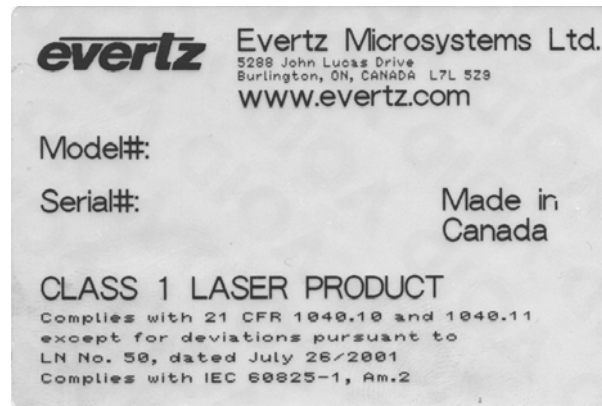 evertz
Evertz Microsystems Ltd.
5288 John Lucas Drive
Burlington, ON, CANADA L7L 5Z9
www.evertz.com
Model#:
Serial#:
Made in
Canada
CLASS 1 LASER PRODUCT
Complies with 21 CFR 1040.10 and 1040.11
except for deviations pursuant to
LN No. 50, dated July 26/2001
Complies with IEC 60825-1, Am.2